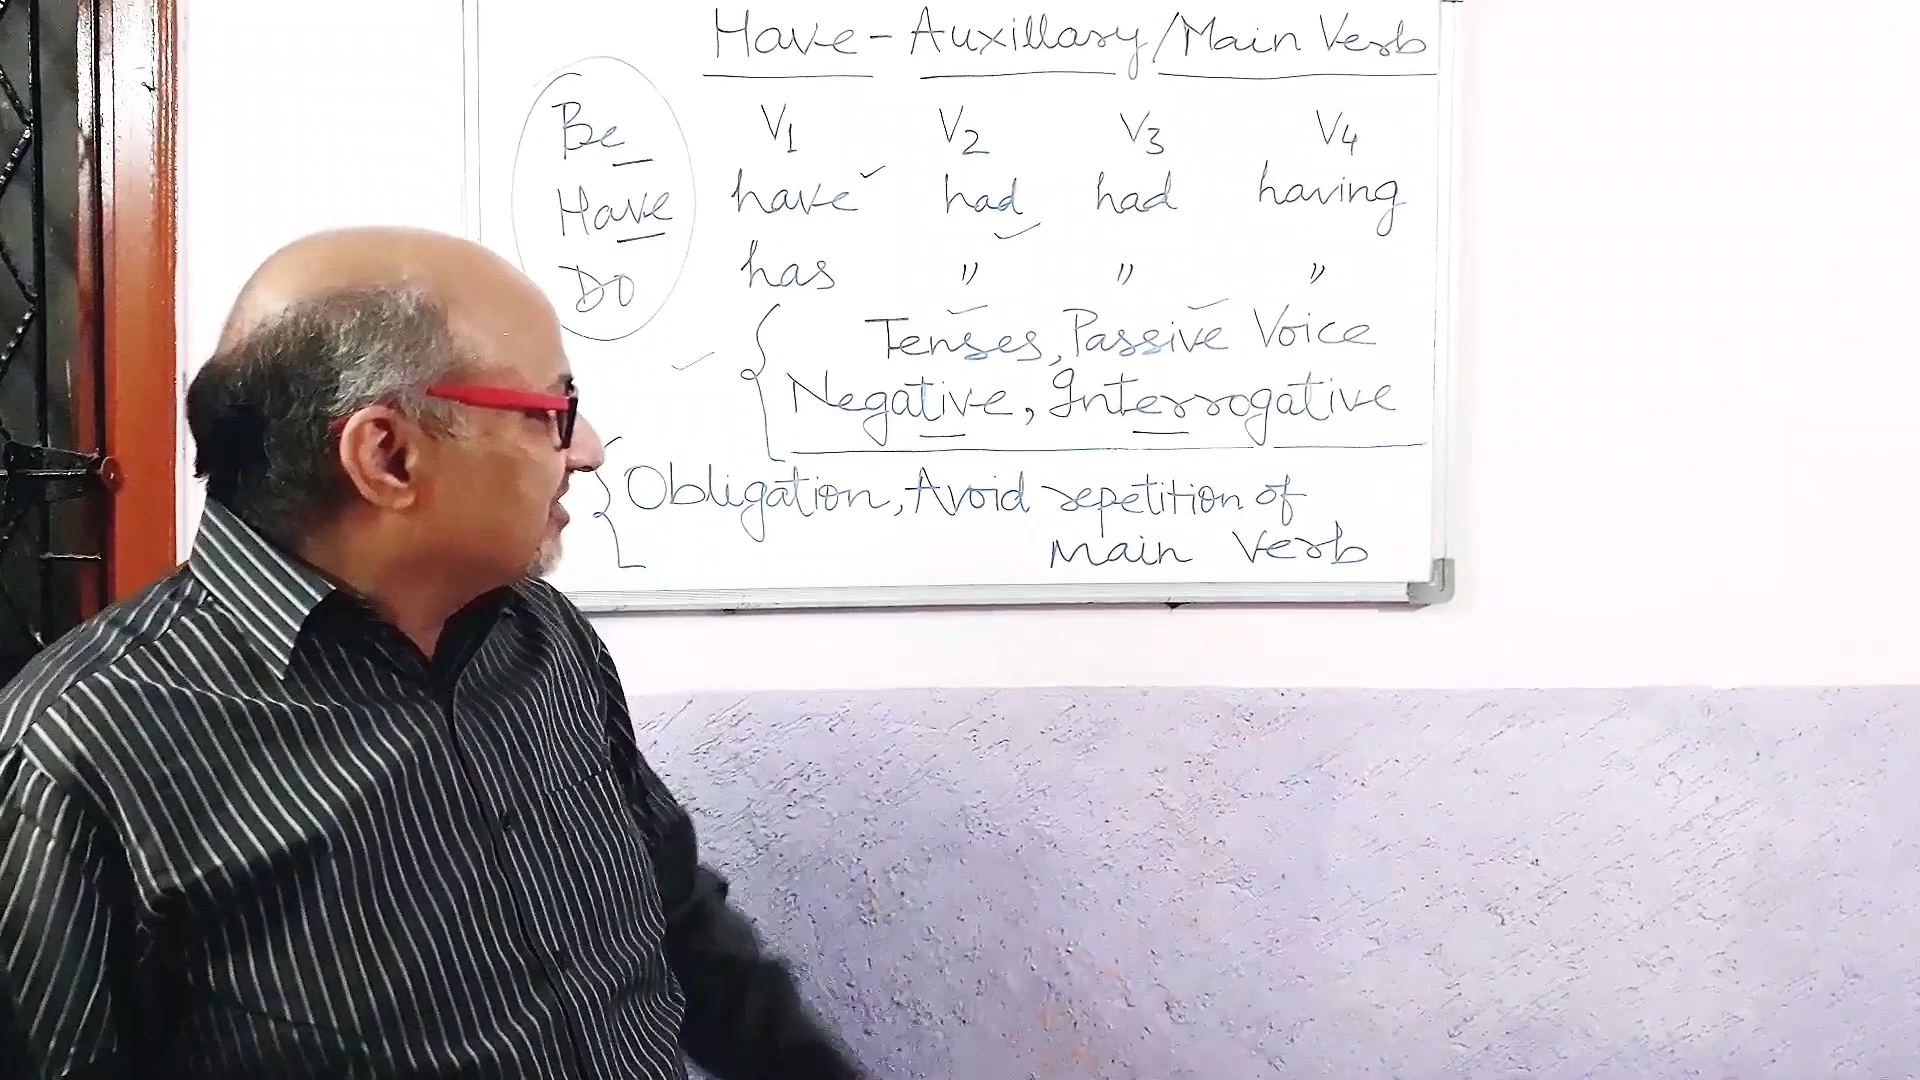 Have - Auxillary/Main Verb
Be V1 V2 V3 V4
Have have had had having
Do has " " "
Tenses, Passive Voice
Negative, Interrogative
Obligation, Avoid repetition of
Main Verb